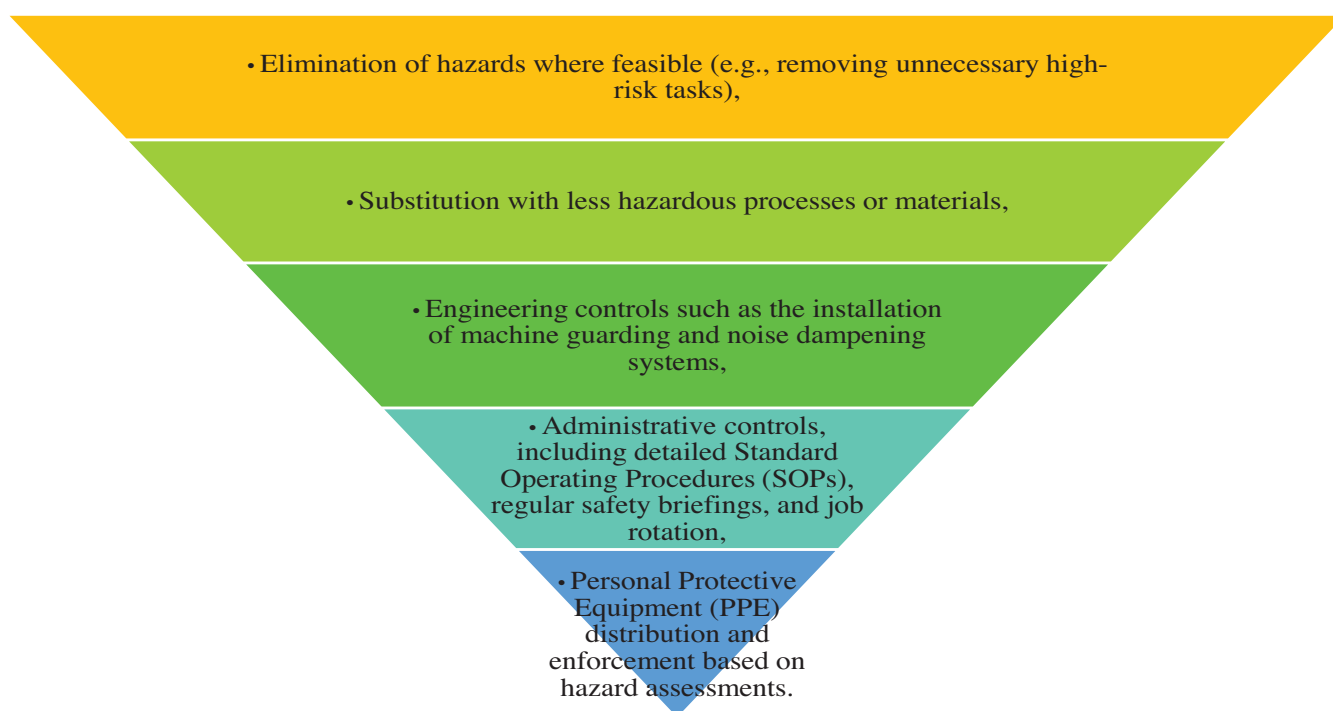 • Elimination of hazards where feasible (e.g., removing unnecessary high-
risk tasks),
• Substitution with less hazardous processes or materials,
• Engineering controls such as the installation
of machine guarding and noise dampening
systems,
• Administrative controls,
including detailed Standard
Operating Procedures (SOPs),
regular safety briefings, and job
rotation,
• Personal Protective
Equipment (PPE)
distribution and
enforcement based on
hazard assessments.